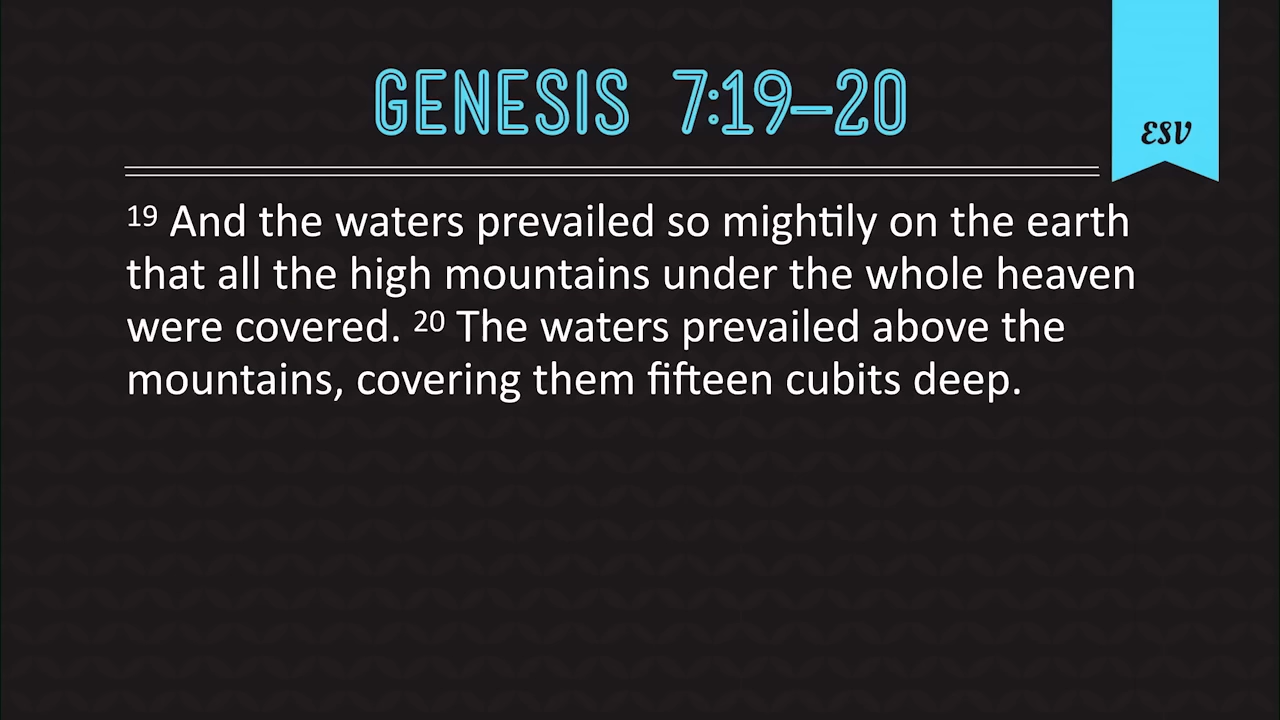 GENESIS 7:19–20
ESV
19 And the waters prevailed so mightily on the earth
that all the high mountains under the whole heaven
were covered. 20 The waters prevailed above the
mountains, covering them fifteen cubits deep.